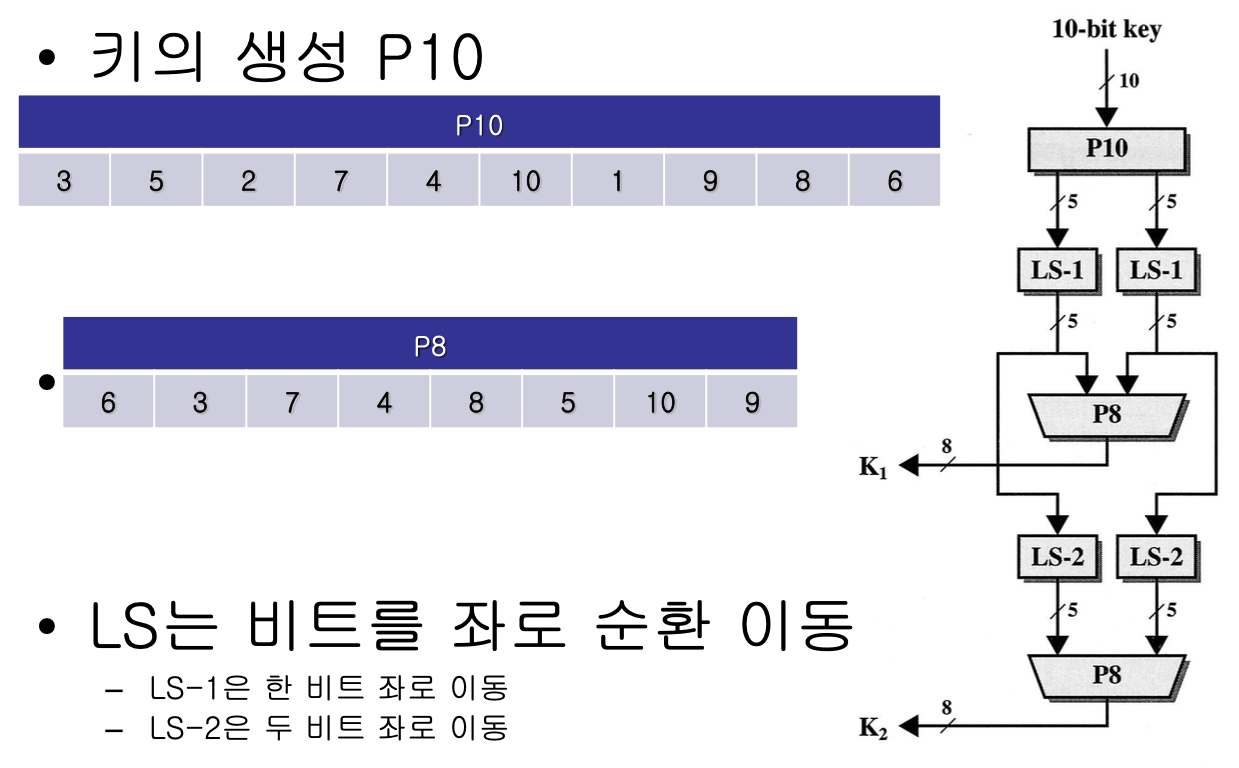 • 키의 생성 P10
P10
3 5 2 7 4 10 1 9 8 6
•
P8
6 3 7 4 8 5 10 9
• LS는 비트를 좌로 순환 이동
– LS-1은 한 비트 좌로 이동
– LS-2은 두 비트 좌로 이동
10-bit key
10
P10
5 5
LS-1 LS-1
5 5
P8
8
K₁
LS-2 LS-2
5 5
P8
8
K₂